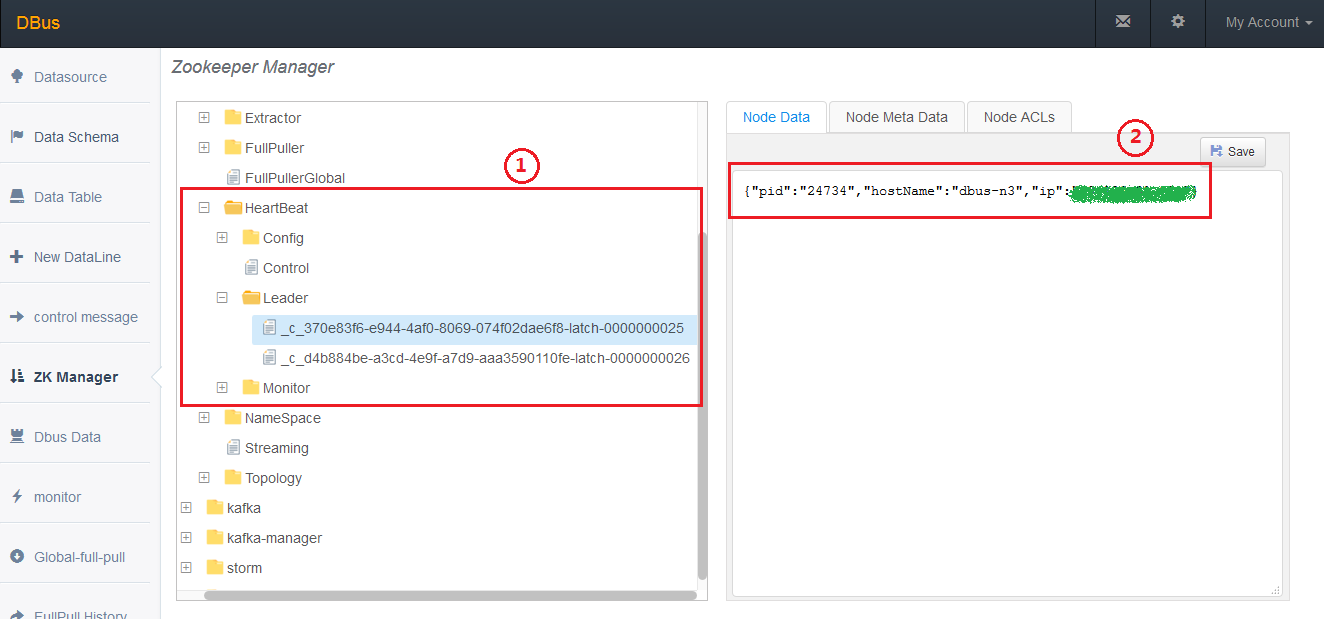 DBus
My Account
Datasource
Data Schema
Data Table
New DataLine
control message
ZK Manager
Dbus Data
monitor
Global-full-pull
FullPull History
Zookeeper Manager
Extractor
FullPuller
FullPullerGlobal
1
HeartBeat
Config
Control
Leader
_c_370e83f6-e944-4af0-8069-074f02dae6f8-latch-0000000025
_c_d4b884be-a3cd-4e9f-a7d9-aaa3590110fe-latch-0000000026
Monitor
NameSpace
Streaming
Topology
kafka
kafka-manager
storm
Node Data
Node Meta Data
Node ACLs
2
Save
{"pid":"24734","hostName":"dbus-n3","ip":